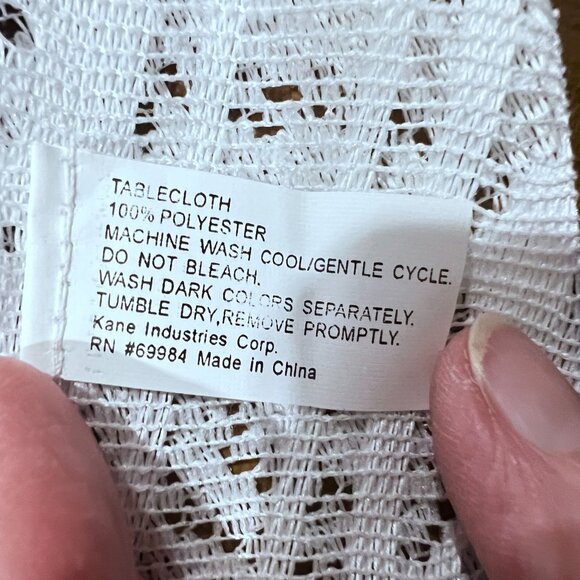 TABLECLOTH
100% POLYESTER
MACHINE WASH COOL/GENTLE CYCLE.
DO NOT BLEACH.
WASH DARK COLORS SEPARATELY.
TUMBLE DRY,REMOVE PROMPTLY.
Kane Industries Corp.
RN #69984 Made in China